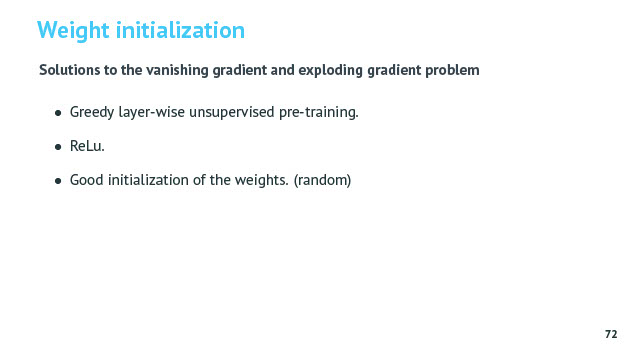 Weight initialization
Solutions to the vanishing gradient and exploding gradient problem
● Greedy layer-wise unsupervised pre-training.
● ReLu.
● Good initialization of the weights. (random)
72